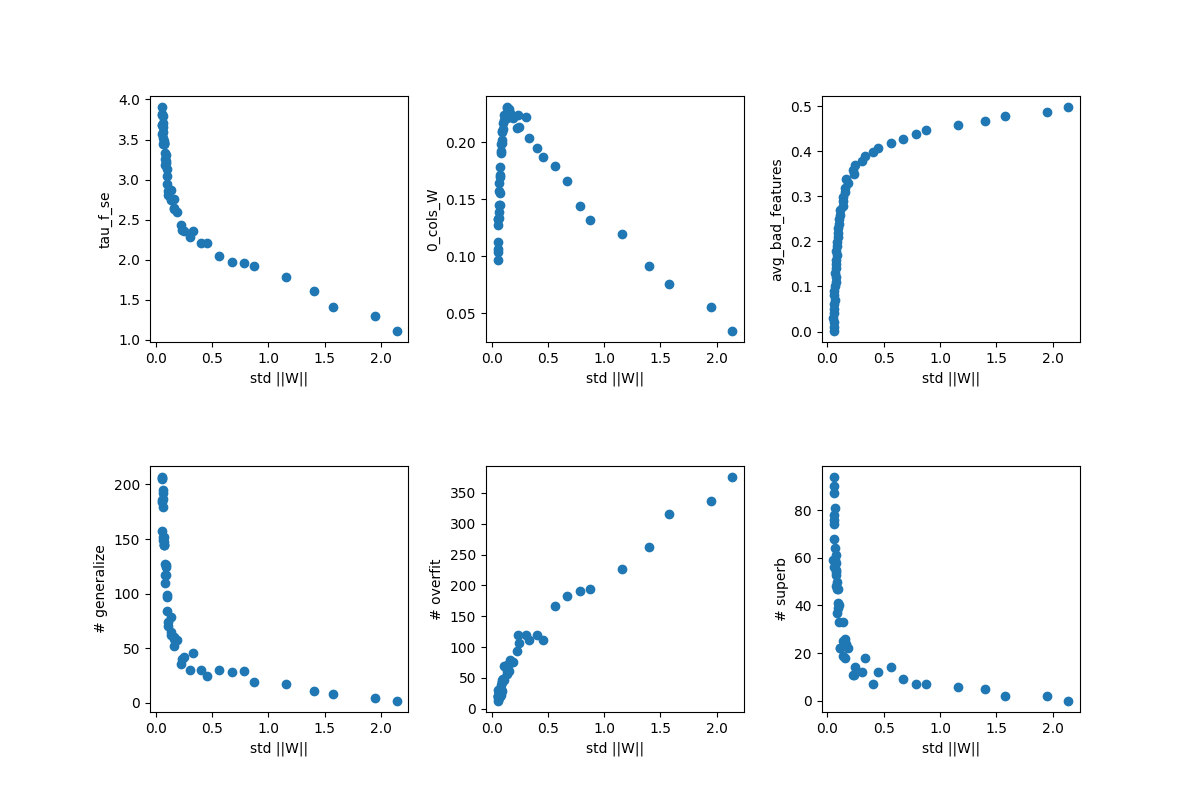 4.0
3.5
3.0
2.5
2.0
1.5
1.0
tau_f_se
0.0 0.5 1.0 1.5 2.0
std ||W||
0.20
0.15
0.10
0.05
0_cols_W
0.0 0.5 1.0 1.5 2.0
std ||W||
0.5
0.4
0.3
0.2
0.1
0.0
avg_bad_features
0.0 0.5 1.0 1.5 2.0
std ||W||
200
150
100
50
0
# generalize
0.0 0.5 1.0 1.5 2.0
std ||W||
350
300
250
200
150
100
50
0
# overfit
0.0 0.5 1.0 1.5 2.0
std ||W||
80
60
40
20
0
# superb
0.0 0.5 1.0 1.5 2.0
std ||W||